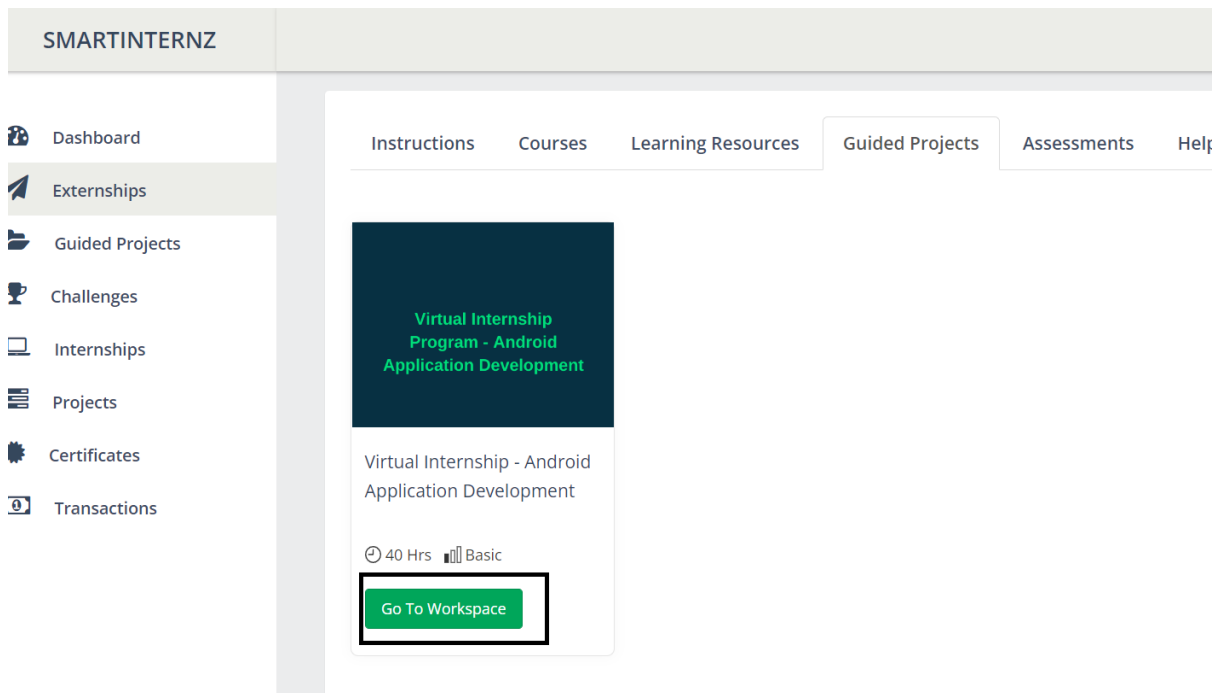 SMARTINTERNZ
Dashboard
Externships
Guided Projects
Challenges
Internships
Projects
Certificates
Transactions
Instructions Courses Learning Resources Guided Projects Assessments Help
Virtual Internship
Program - Android
Application Development
Virtual Internship - Android
Application Development
40 Hrs Basic
Go To Workspace